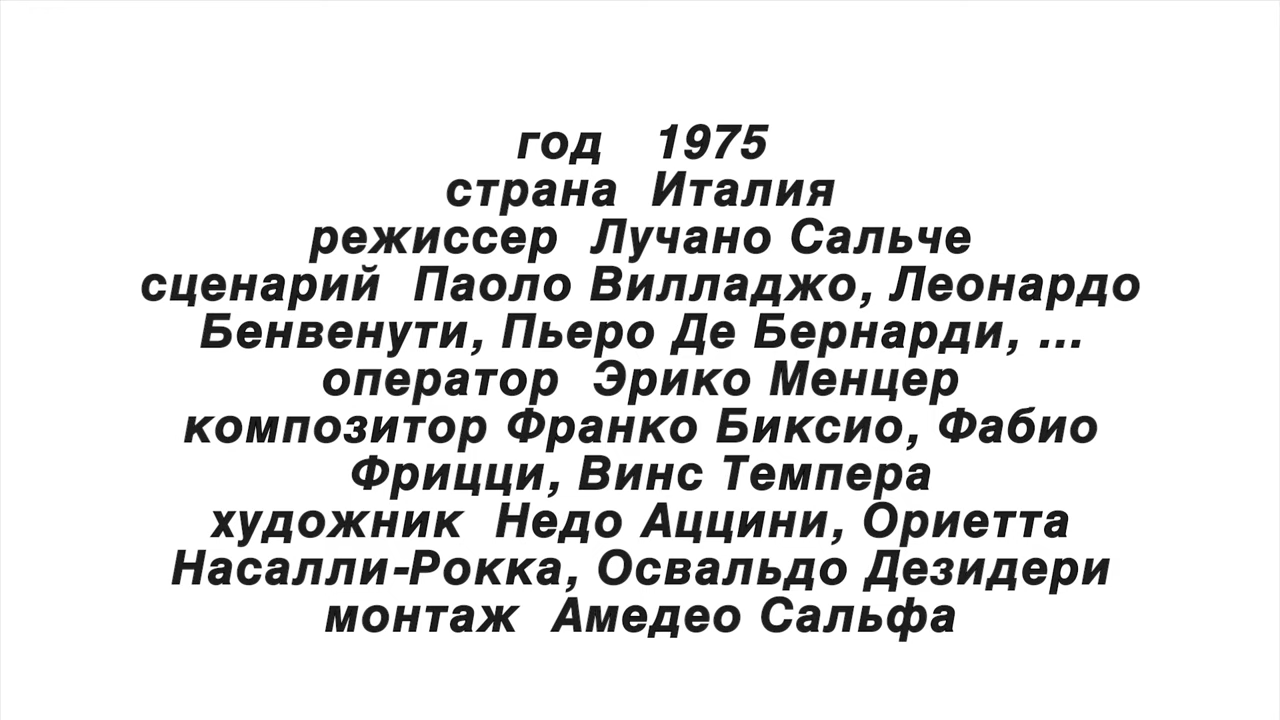 год 1975
страна Италия
режиссер Лучано Сальче
сценарий Паоло Вилладжо, Леонардо
Бенвенути, Пьеро Де Бернарди, ...
оператор Эрико Менцер
композитор Франко Биксио, Фабио
Фрицци, Винс Темпера
художник Недо Аццини, Ориетта
Насалли-Рокка, Освальдо Дезидери
монтаж Амедео Сальфа